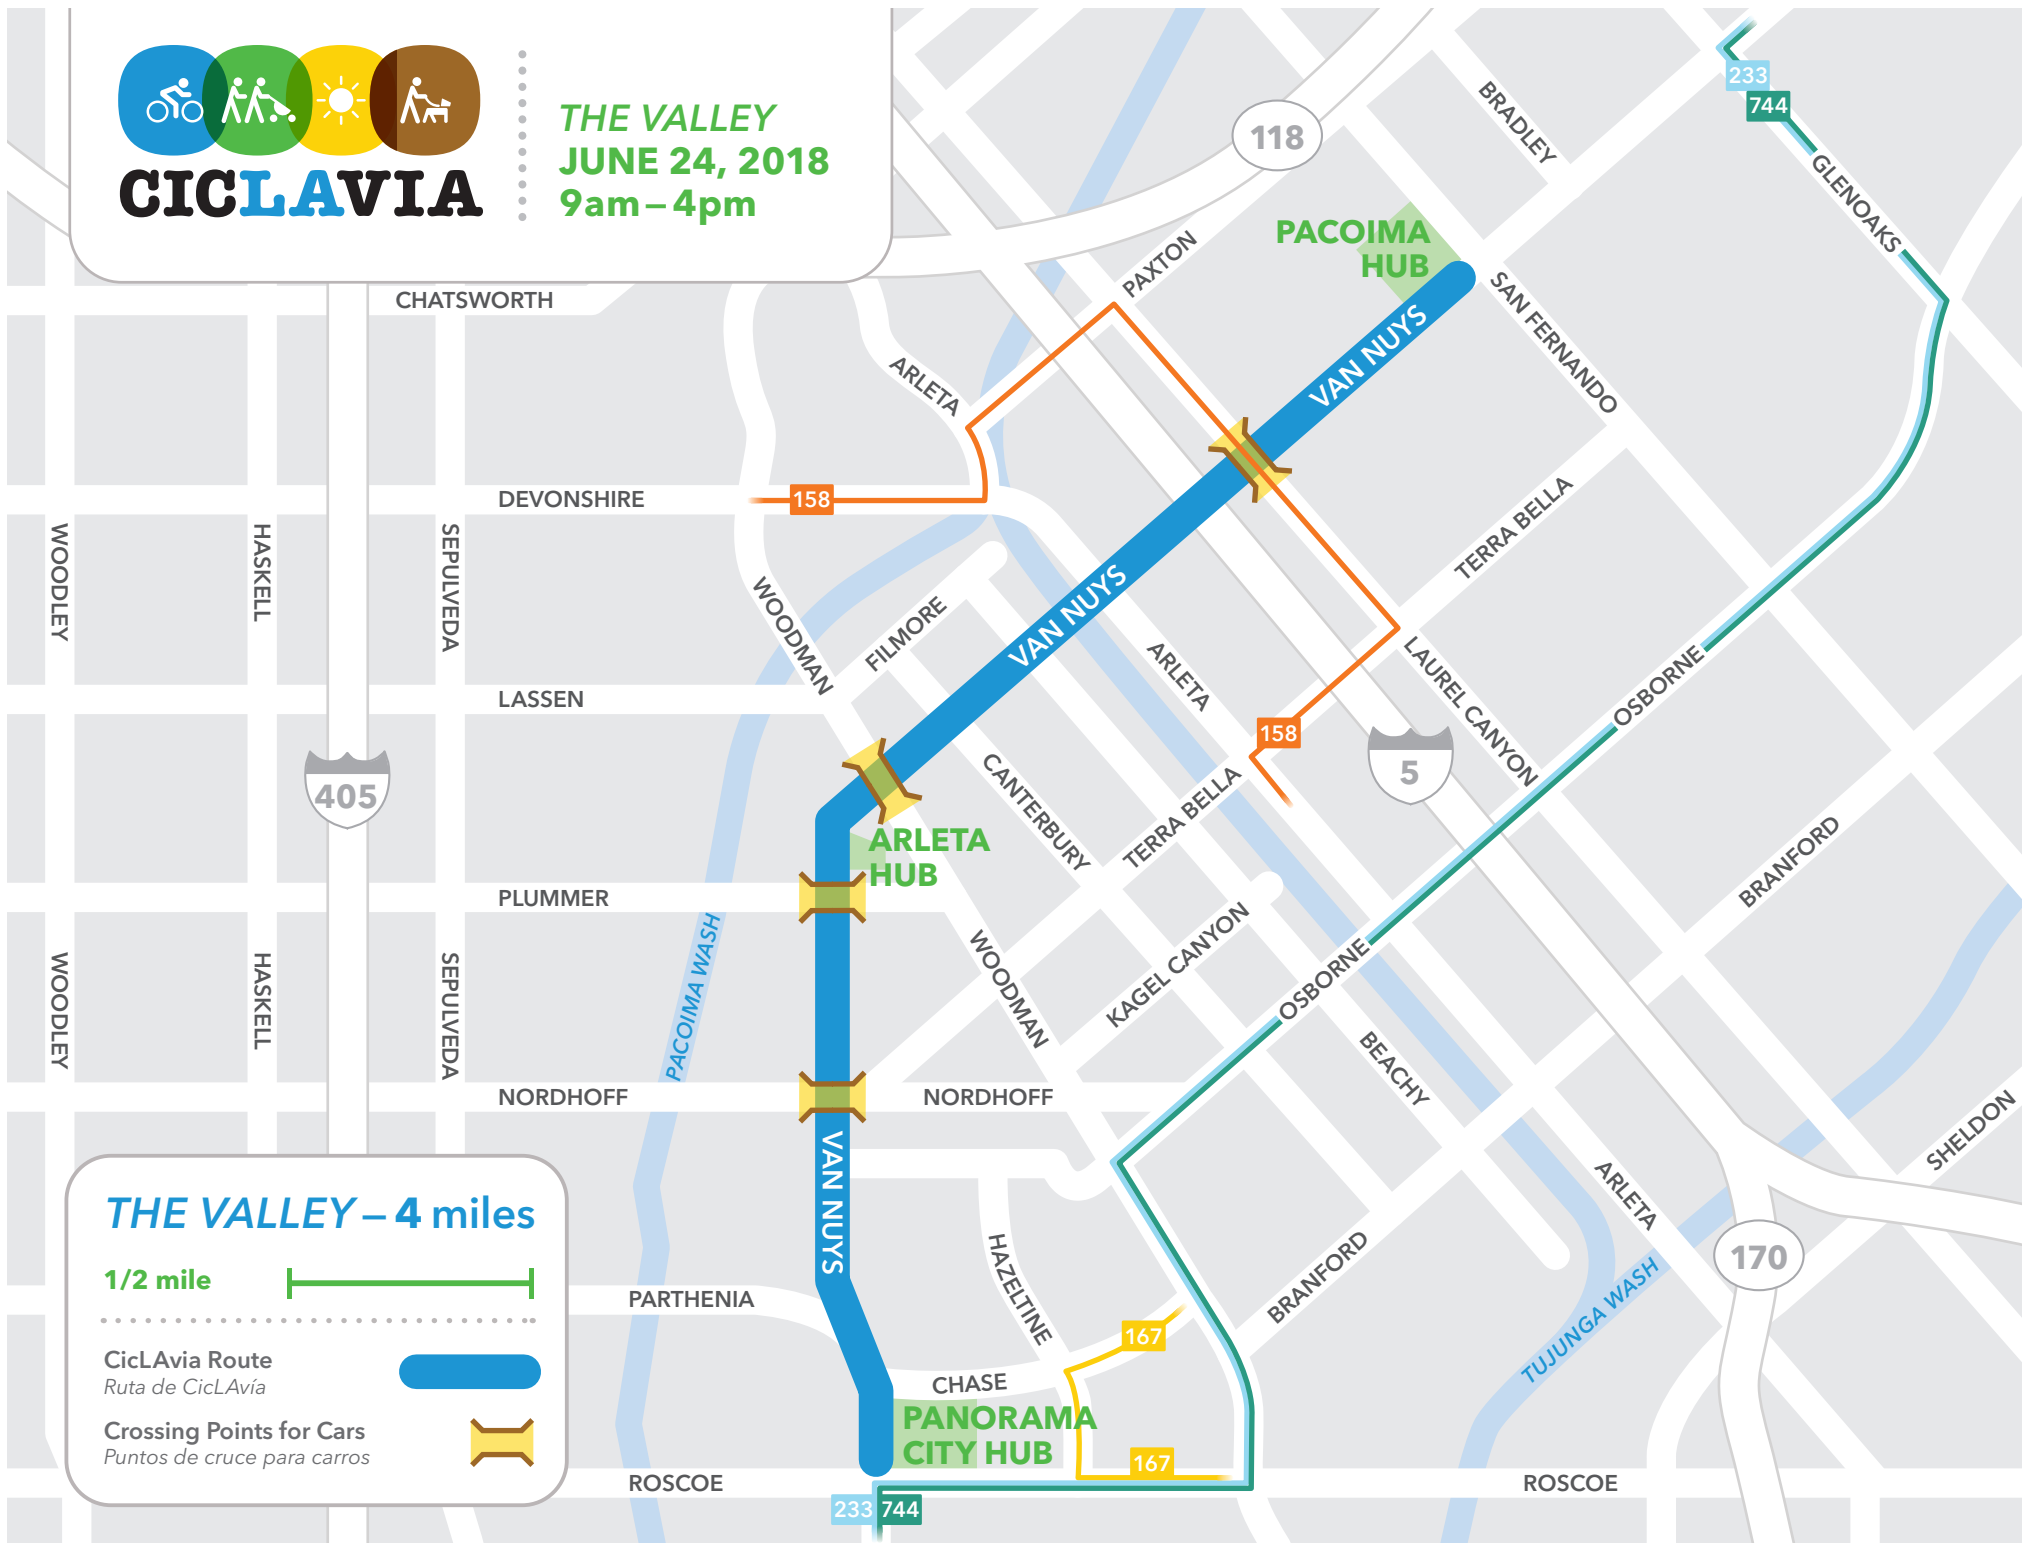 CICLAVIA
THE VALLEY
JUNE 24, 2018
9am – 4pm
118
BRADLEY
233
744
GLENOAKS
PACOIMA
HUB
PAXTON
SAN FERNANDO
CHATSWORTH
VAN NUYS
ARLETA
DEVONSHIRE
158
TERRA BELLA
WOODLEY
HASKELL
SEPULVEDA
WOODMAN
FILMORE
VAN NUYS
ARLETA
LAUREL CANYON
OSBORNE
LASSEN
158
405
5
CANTERBURY
TERRA BELLA
BRANFORD
ARLETA
HUB
PLUMMER
PACOIMA WASH
WOODLEY
HASKELL
SEPULVEDA
WOODMAN
KAGEL CANYON
OSBORNE
BEACHY
NORDHOFF
NORDHOFF
SHELDON
VAN NUYS
ARLETA
THE VALLEY – 4 miles
1/2 mile
HAZELTINE
BRANFORD
170
TUJUNGA WASH
PARTHENIA
167
CicLAvia Route
Ruta de CicLAvía
CHASE
PANORAMA
CITY HUB
Crossing Points for Cars
Puntos de cruce para carros
167
ROSCOE
ROSCOE
233
744